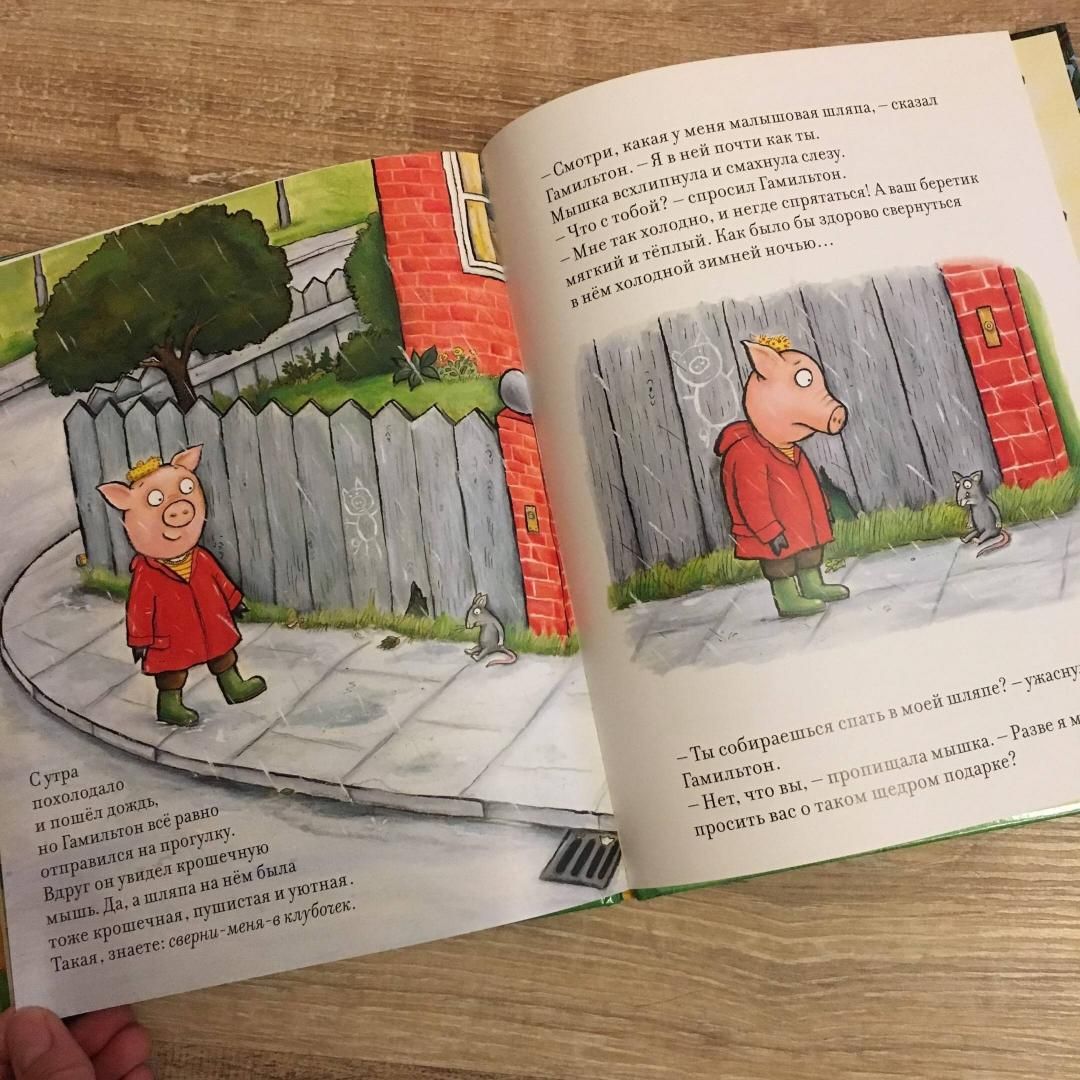 С утра
похолодало
и пошёл дождь,
но Гамильтон всё равно
отправился на прогулку.
Вдруг он увидел крошечную
мышь. Да, а шляпа на нём была
тоже крошечная, пушистая и уютная.
Такая, знаете: сверни-меня-в клубочек.
– Смотри, какая у меня малышовая шляпа, – сказал
Гамильтон. – Я в ней почти как ты.
Мышка всхлипнула и смахнула слезу.
– Что с тобой? – спросил Гамильтон.
– Мне так холодно, и негде спрятаться! А ваш беретик
мягкий и тёплый. Как было бы здорово свернуться
в нём холодной зимней ночью...
– Ты собираешься спать в моей шляпе? –
Гамильтон.
– Нет, что вы, – пропищала мышка. – Разве я
просить вас о таком щедром подарке?